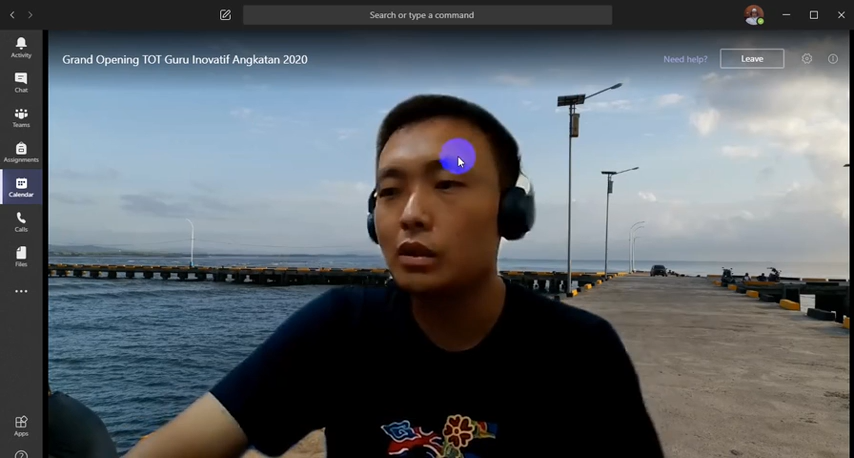 Search or type a command
Grand Opening TOT Guru Inovatif Angkatan 2020
Need help?
Leave
Activity
Chat
Teams
Assignments
Calendar
Calls
Files
Apps